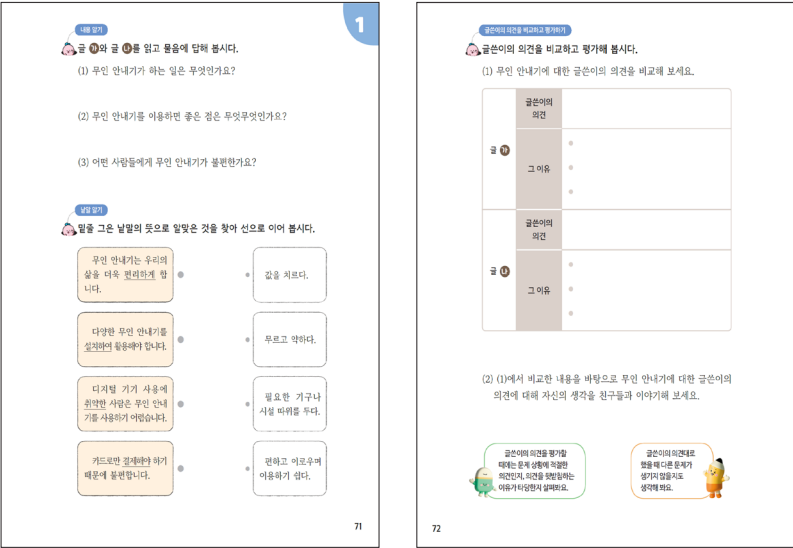 1
내용 알기
글 가와 글 나를 읽고 물음에 답해 봅시다.
(1) 무인 안내기가 하는 일은 무엇인가요?
(2) 무인 안내기를 이용하면 좋은 점은 무엇무엇인가요?
(3) 어떤 사람들에게 무인 안내기가 불편한가요?
낱말 알기
밑줄 그은 낱말의 뜻으로 알맞은 것을 찾아 선으로 이어 봅시다.
무인 안내기는 우리의
삶을 더욱 편리하게 합
니다.
값을 치르다.
다양한 무인 안내기를
설치하여 활용해야 합니다.
무르고 약하다.
디지털 기기 사용에
취약한 사람은 무인 안내
기를 사용하기 어렵습니다.
필요한 기구나
시설 따위를 두다.
카드로만 결제해야 하기
때문에 불편합니다.
편하고 이로우며
이용하기 쉽다.
71
글쓴이의 의견을 비교하고 평가하기
글쓴이의 의견을 비교하고 평가해 봅시다.
(1) 무인 안내기에 대한 글쓴이의 의견을 비교해 보세요.
글 가
글쓴이의
의견
그 이유
글 나
글쓴이의
의견
그 이유
(2) (1)에서 비교한 내용을 바탕으로 무인 안내기에 대한 글쓴이의
의견에 대해 자신의 생각을 친구들과 이야기해 보세요.
글쓴이의 의견을 평가할
때에는 문제 상황에 적절한
의견인지, 의견을 뒷받침하는
이유가 타당한지 살펴봐요.
글쓴이의 의견대로
했을 때 다른 문제가
생기지 않을지도
생각해 봐요.
72